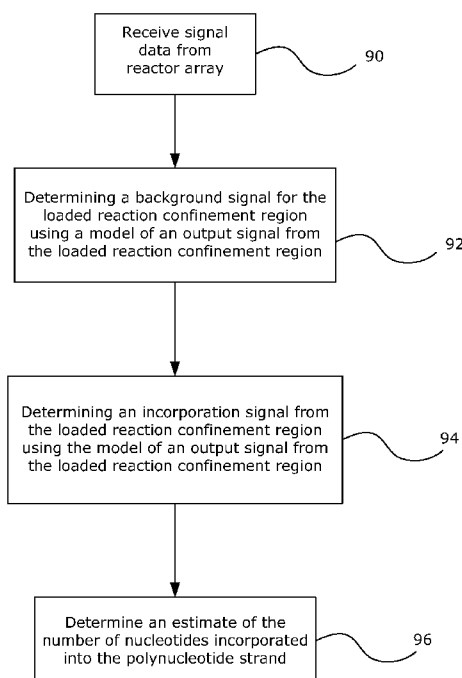 Receive signal
data from
reactor array
90
Determining a background signal for the
loaded reaction confinement region
using a model of an output signal from
the loaded reaction confinement region
92
Determining an incorporation signal from
the loaded reaction confinement region
using the model of an output signal from
the loaded reaction confinement region
94
Determine an estimate of the
number of nucleotides incorporated
into the polynucleotide strand
96